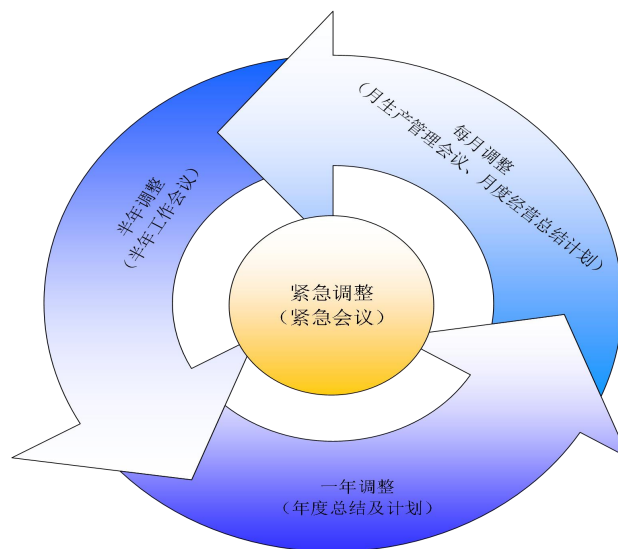 每月调整
（月生产管理会议、月度经营总结计划）
半年调整
（半年工作会议）
紧急调整
（紧急会议）
一年调整
（年度总结及计划）